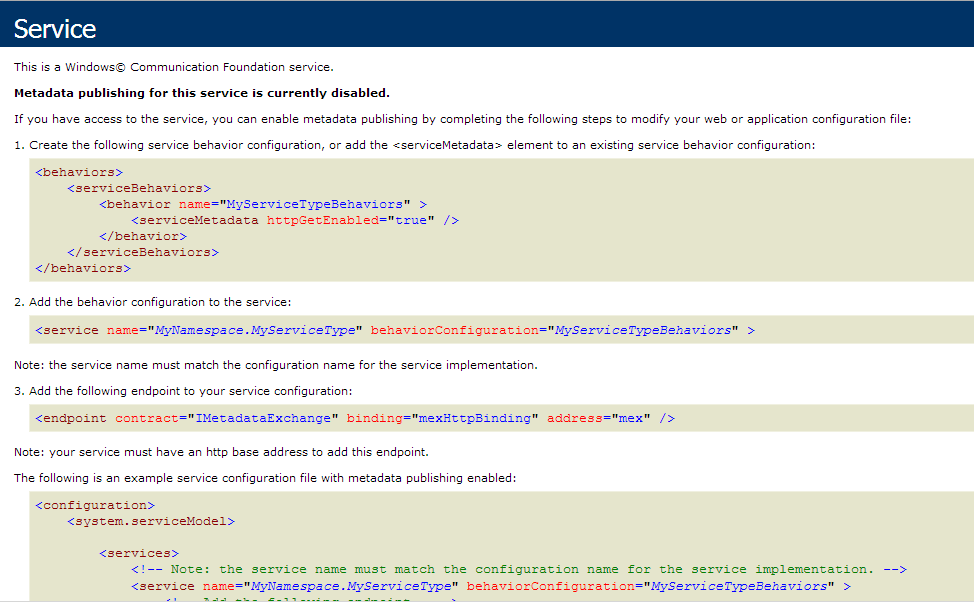 Service
This is a Windows© Communication Foundation service.
Metadata publishing for this service is currently disabled.
If you have access to the service, you can enable metadata publishing by completing the following steps to modify your web or application configuration file:
1. Create the following service behavior configuration, or add the <serviceMetadata> element to an existing service behavior configuration:
<behaviors>
<serviceBehaviors>
<behavior name="MyServiceTypeBehaviors" >
<serviceMetadata httpGetEnabled="true" />
</behavior>
</serviceBehaviors>
</behaviors>
2. Add the behavior configuration to the service:
<service name="MyNamespace.MyServiceType" behaviorConfiguration="MyServiceTypeBehaviors" >
Note: the service name must match the configuration name for the service implementation.
3. Add the following endpoint to your service configuration:
<endpoint contract="IMetadataExchange" binding="mexHttpBinding" address="mex" />
Note: your service must have an http base address to add this endpoint.
The following is an example service configuration file with metadata publishing enabled:
<configuration>
<system.serviceModel>
<services>
<!-- Note: the service name must match the configuration name for the service implementation. -->
<service name="MyNamespace.MyServiceType" behaviorConfiguration="MyServiceTypeBehaviors" >
<!-- Add the following endpoint. -->